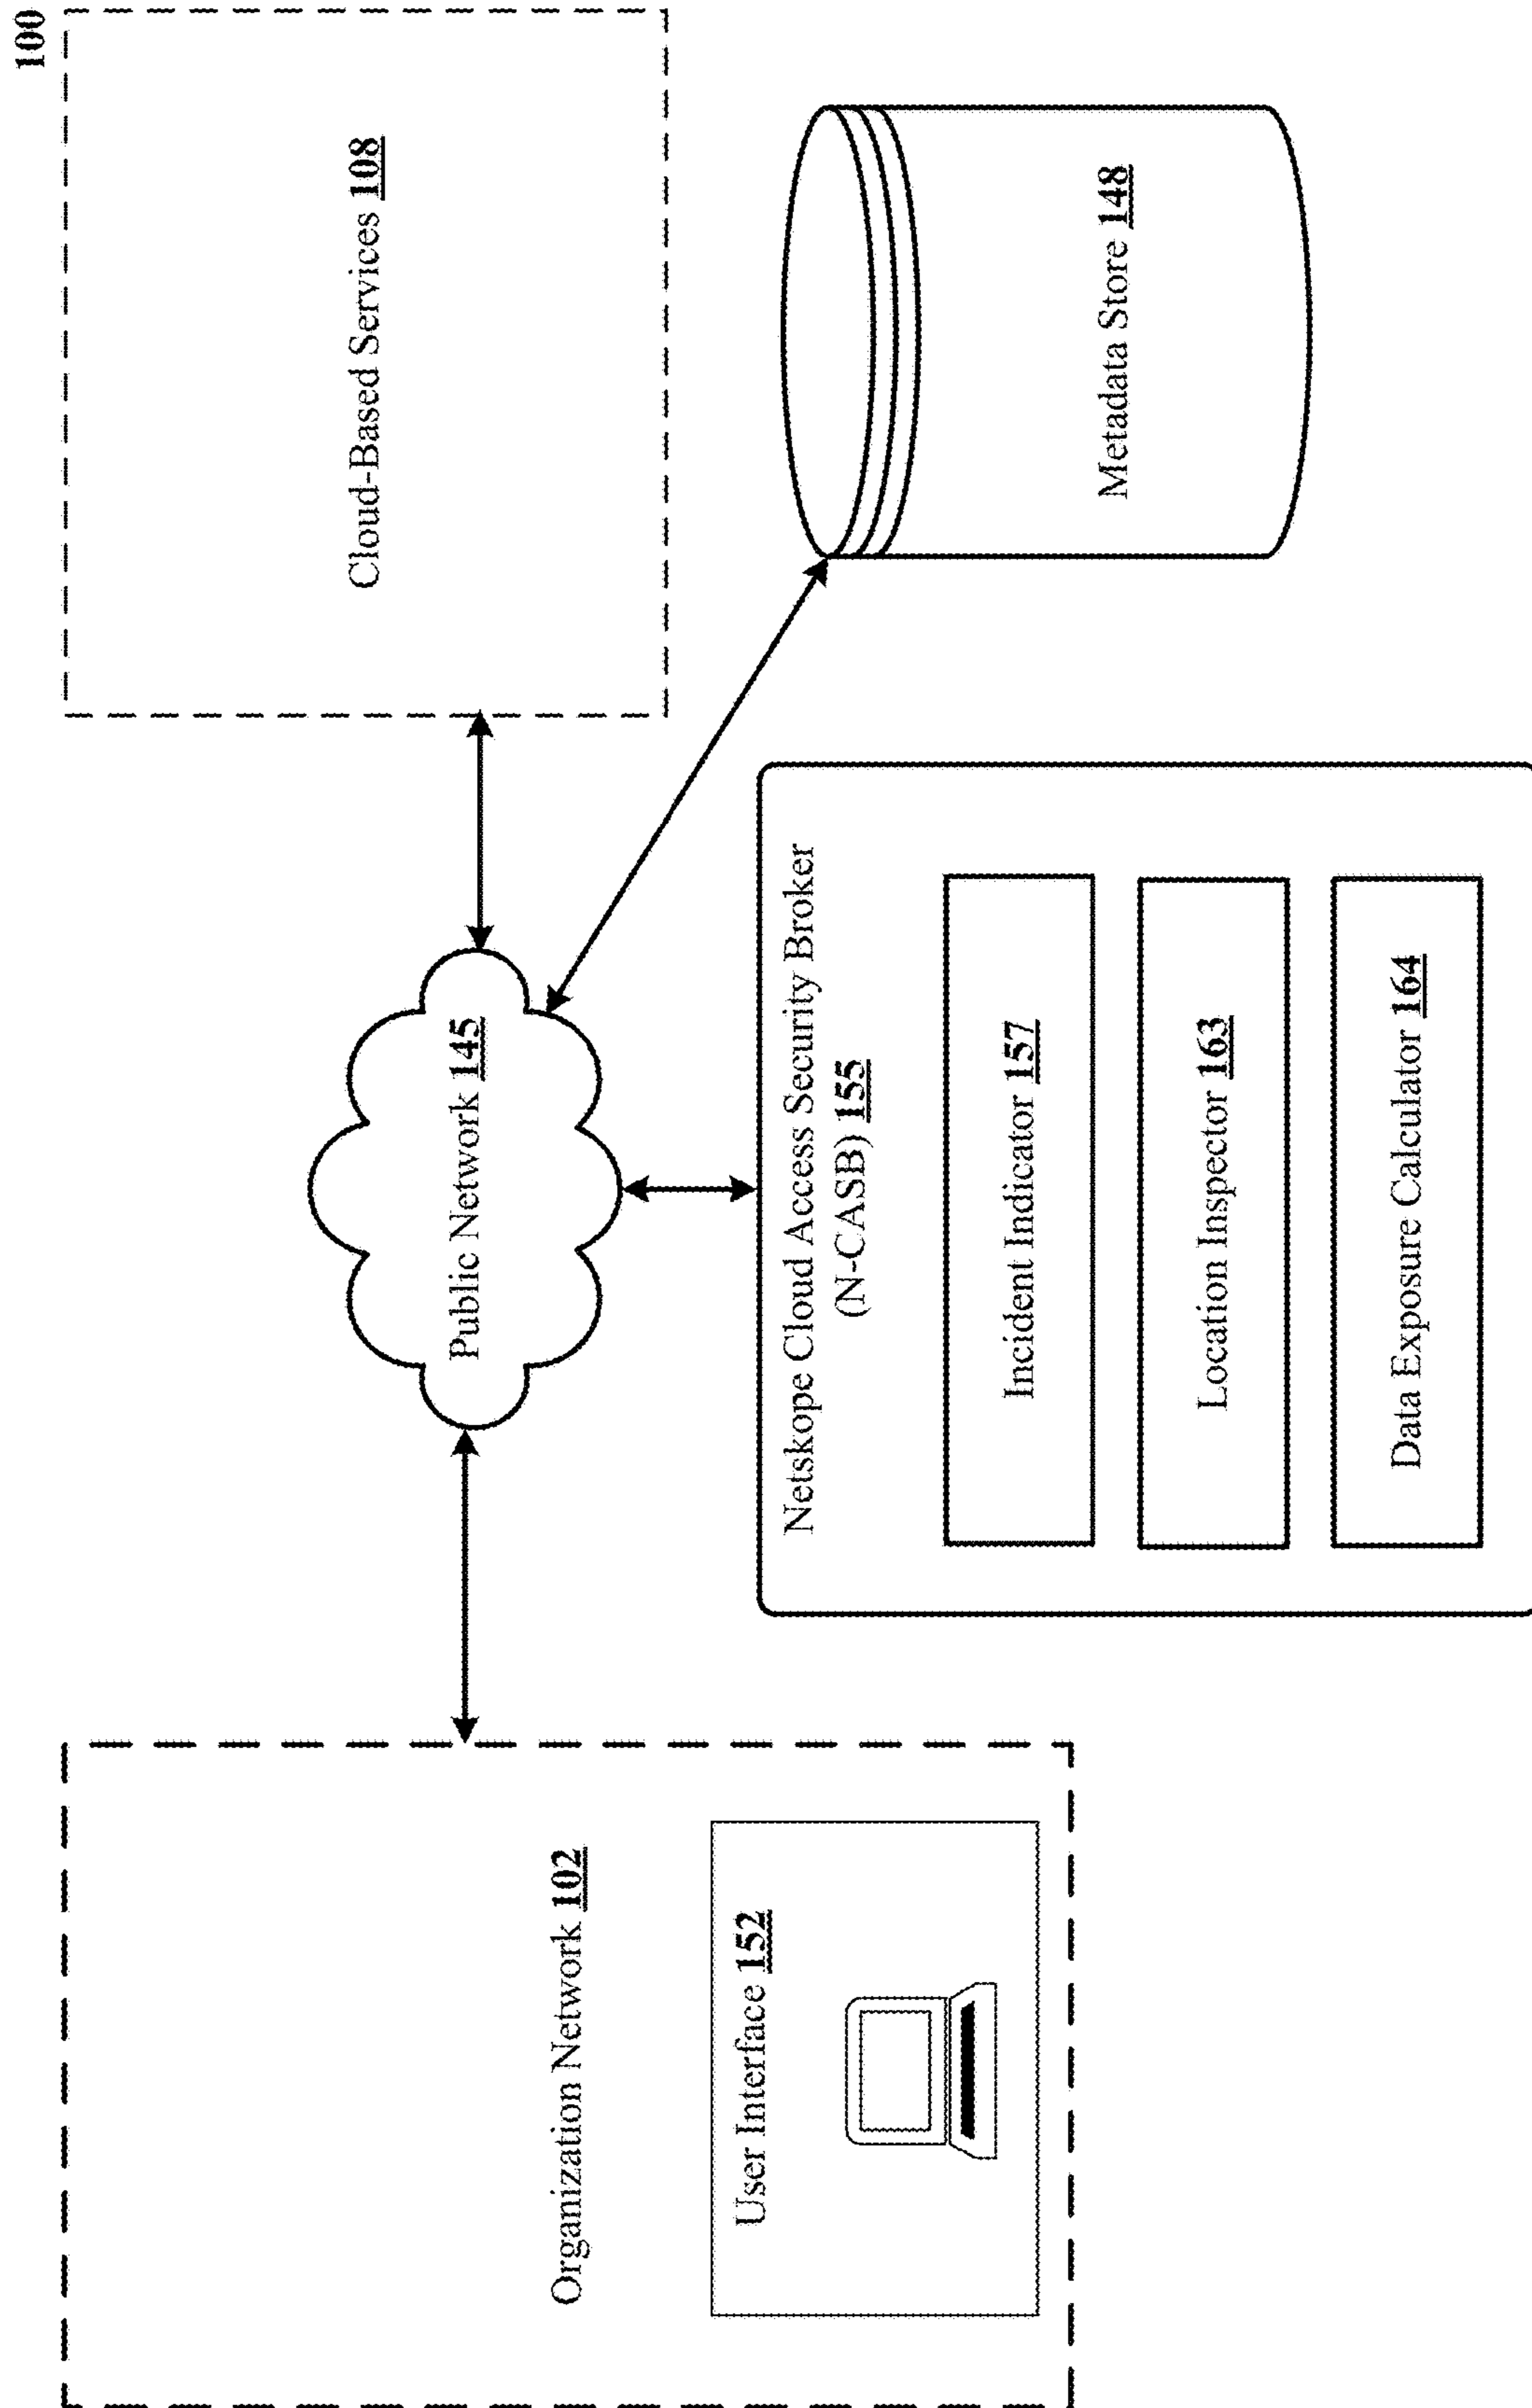 100
Organization Network 102
User Interface 152
Public Network 145
Cloud-Based Services 108
Netskope Cloud Access Security Broker
(N-CASB) 155
Incident Indicator 157
Location Inspector 163
Data Exposure Calculator 164
Metadata Store 148